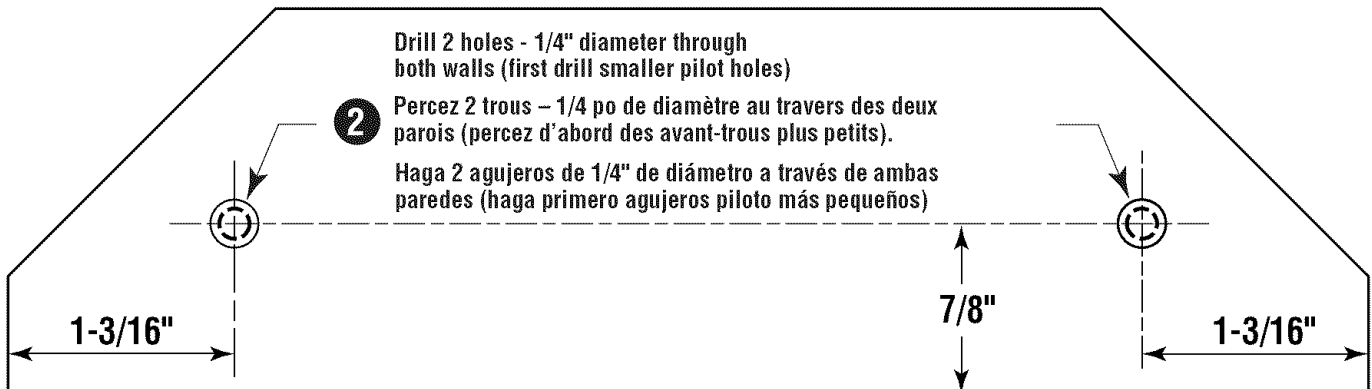 Drill 2 holes - 1/4" diameter through
both walls (first drill smaller pilot holes)
2
Percez 2 trous – 1/4 po de diamètre au travers des deux
parois (percez d'abord des avant-trous plus petits).
Haga 2 agujeros de 1/4" de diámetro a través de ambas
paredes (haga primero agujeros piloto más pequeños)
1-3/16"
7/8"
1-3/16"